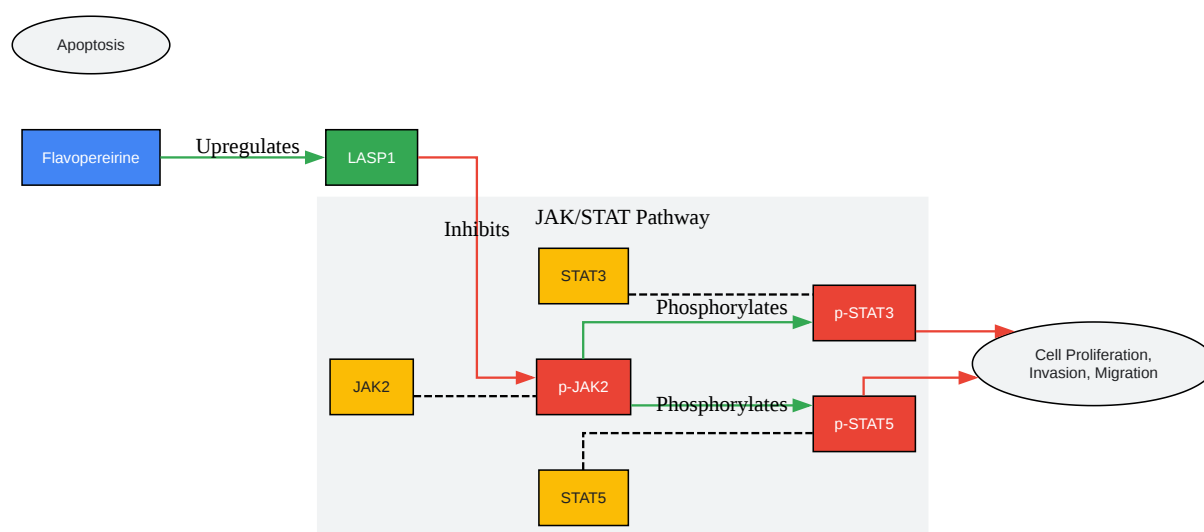 Apoptosis
Flavopereirine
Upregulates
LASP1
JAK/STAT Pathway
Inhibits
STAT3
Phosphorylates
p-STAT3
Cell Proliferation,
Invasion, Migration
JAK2
p-JAK2
Phosphorylates
p-STAT5
STAT5